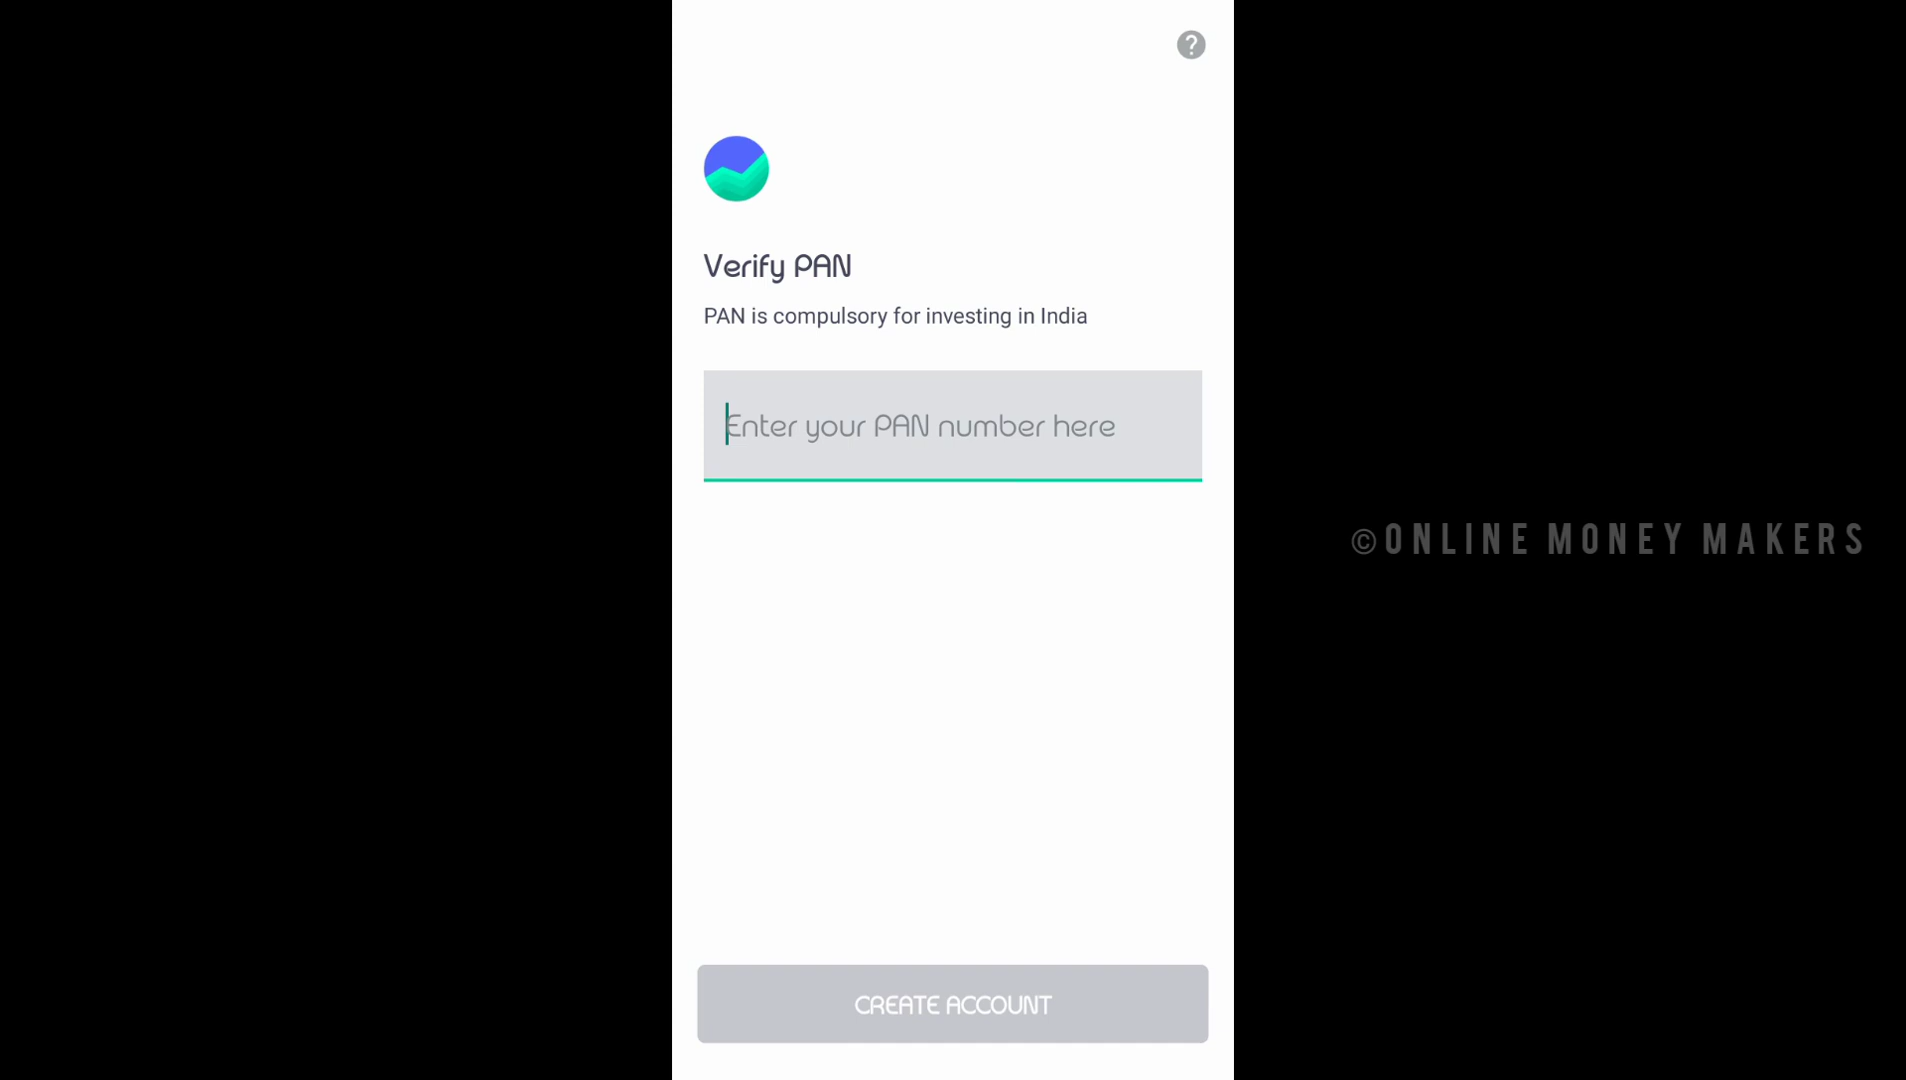 ?
Verify PAN
PAN is compulsory for investing in India
Enter your PAN number here
©ONLINE MONEY MAKERS
CREATE ACCOUNT